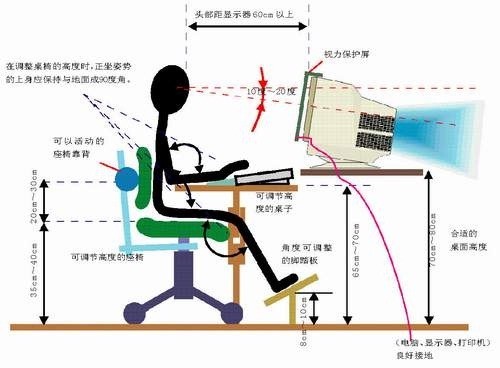 头部距显示器60cm以上
视力保护屏
在调整桌椅的高度时,正坐姿势
的上身应保持与地面成90度角。
10度~20度
可以活动的
座椅靠背
可调节高
度的桌子
合适的
桌面高度
角度可调整
的脚踏板
可调节高度的座椅
20cm~30cm
35cm~40cm
65cm~70cm
70cm~80cm
8cm~10cm
(电脑、显示器、打印机)
良好接地